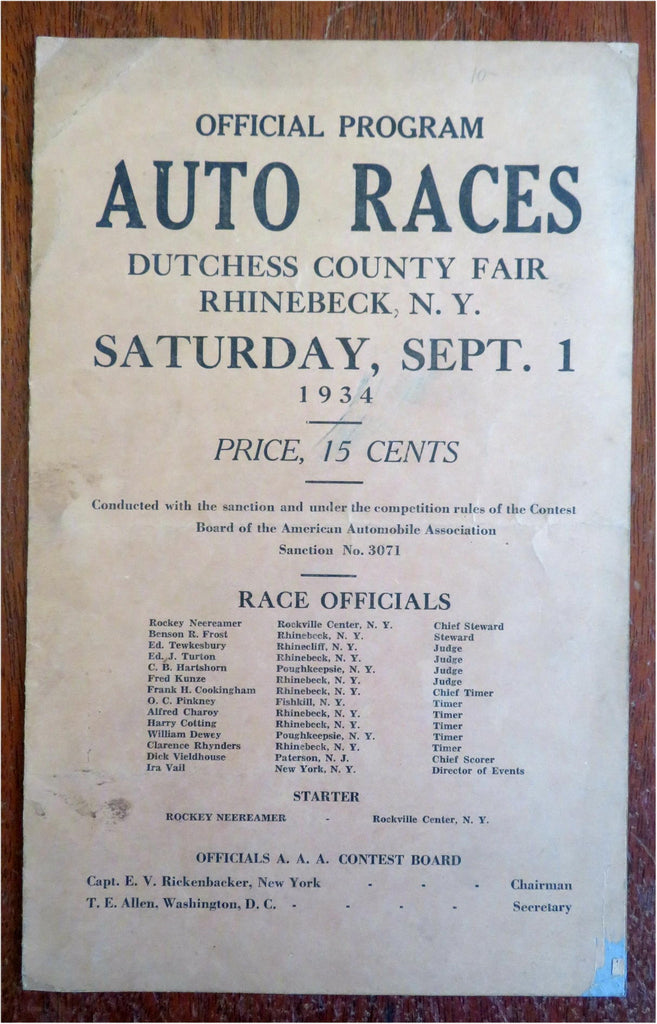 OFFICIAL PROGRAM
AUTO RACES
DUTCHESS COUNTY FAIR
RHINEBECK, N. Y.
SATURDAY, SEPT. 1
1934
PRICE, 15 CENTS
Conducted with the sanction and under the competition rules of the Contest
Board of the American Automobile Association
Sanction No. 3071
RACE OFFICIALS
Rockey Neereamer Rockville Center, N. Y. Chief Steward
Benson R. Frost Rhinebeck, N. Y. Steward
Ed. Tewkesbury Rhinecliff, N. Y. Judge
Ed. J. Turton Rhinebeck, N. Y. Judge
C. B. Hartshorn Poughkeepsie, N. Y. Judge
Fred Kunze Rhinebeck, N. Y. Judge
Frank H. Cookingham Rhinebeck, N. Y. Chief Timer
O. C. Pinkney Fishkill, N. Y. Timer
Alfred Charoy Rhinebeck, N. Y. Timer
Harry Cotting Rhinebeck, N. Y. Timer
William Dewey Poughkeepsie, N. Y. Timer
Clarence Rhynders Rhinebeck, N. Y. Timer
Dick Vieldhouse Paterson, N. J. Chief Scorer
Ira Vail New York, N. Y. Director of Events
STARTER
ROCKEY NEEREAMER - Rockville Center, N. Y.
OFFICIALS A. A. A. CONTEST BOARD
Capt. E. V. Rickenbacker, New York - - - Chairman
T. E. Allen, Washington, D. C. - - - - Secretary